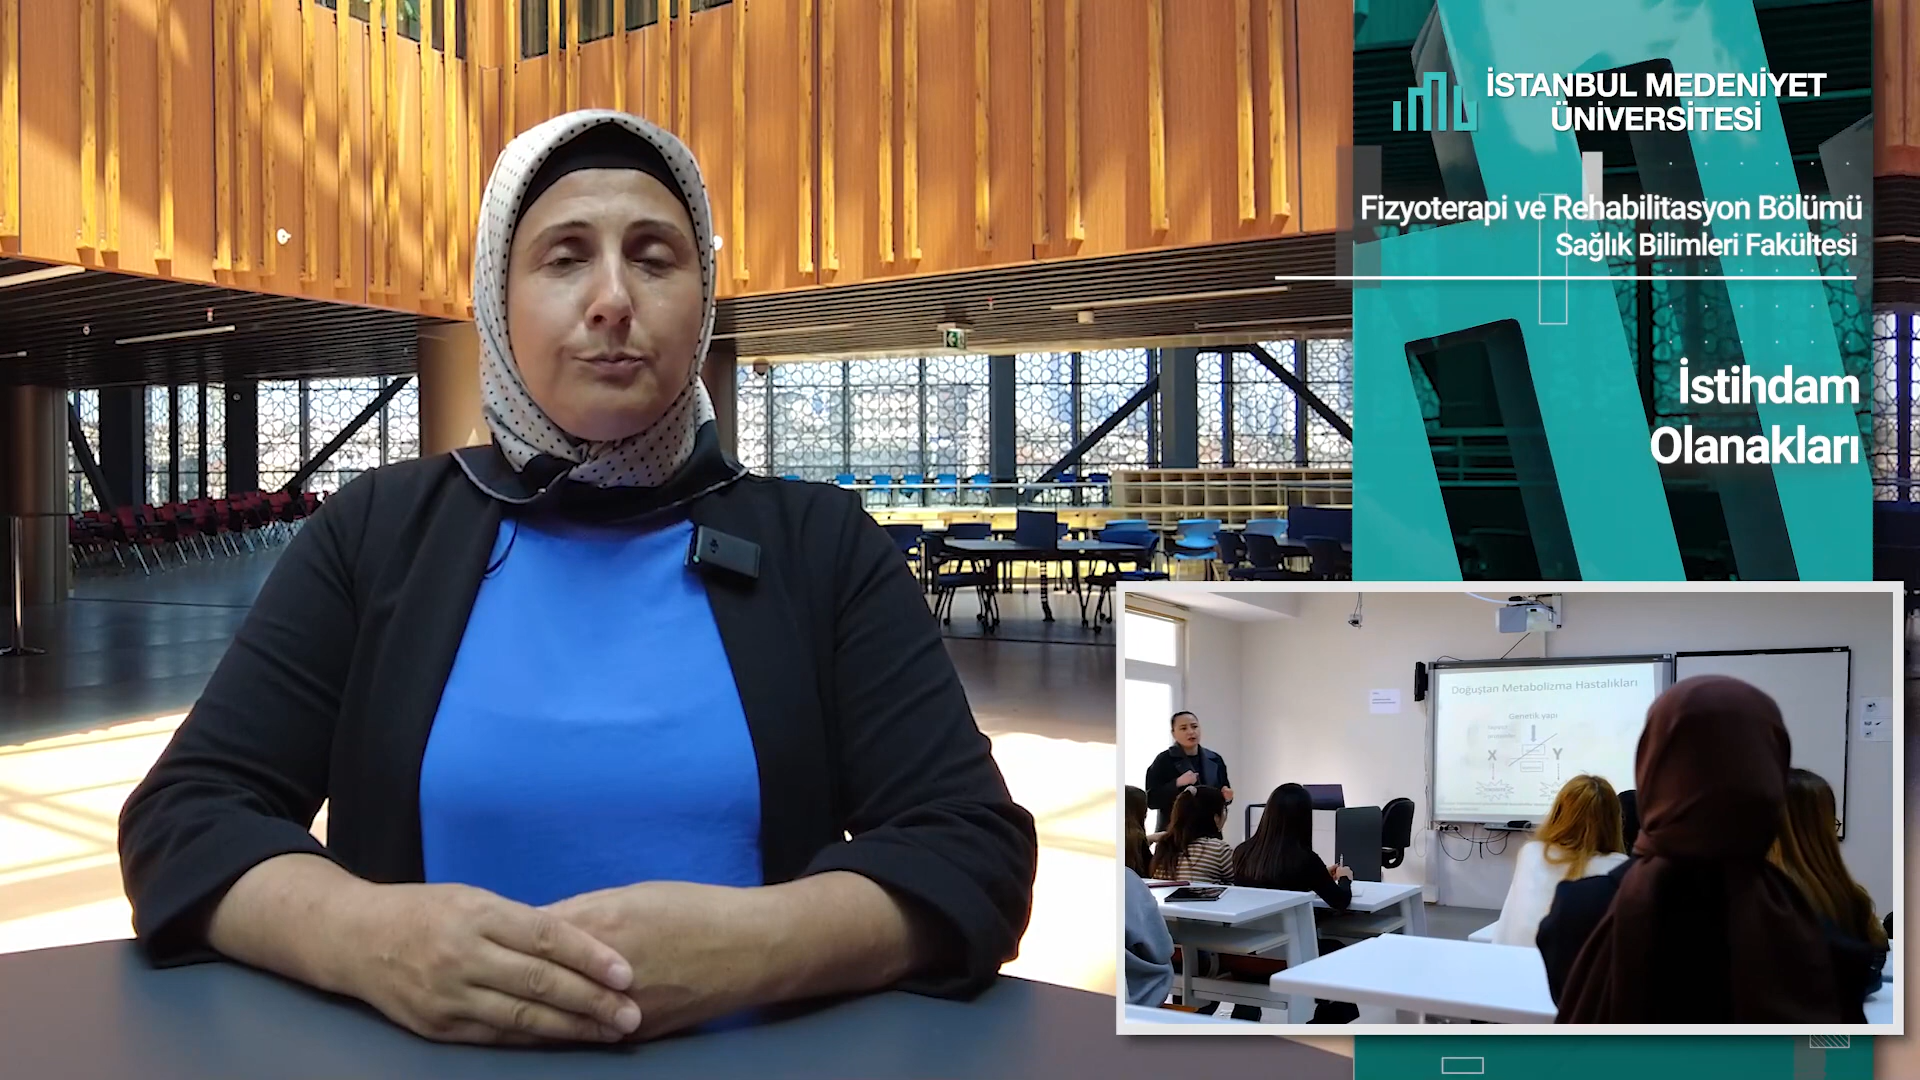 İSTANBUL MEDENİYET
ÜNİVERSİTESİ
Fizyoterapi ve Rehabilitasyon Bölümü
Sağlık Bilimleri Fakültesi
İstihdam
Olanakları
Doğuştan Metabolizma Hastalıkları
Genetik yapı
X
Y